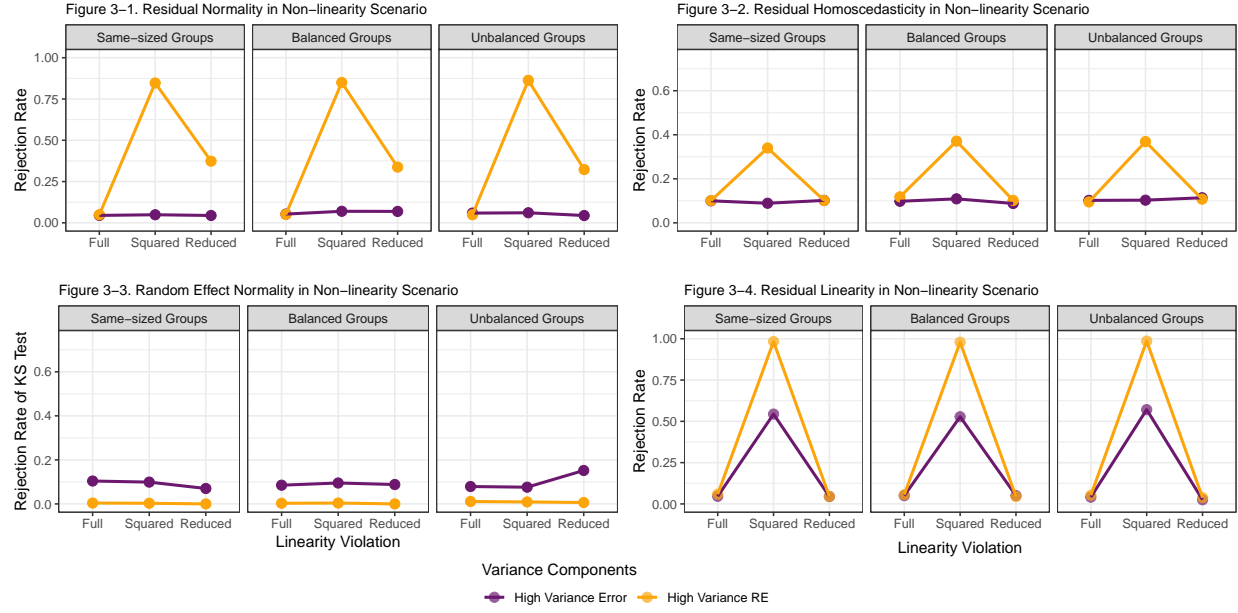 Figure 3–1. Residual Normality in Non–linearity Scenario
Same–sized Groups
Balanced Groups
Unbalanced Groups
Rejection Rate
1.00
0.75
0.50
0.25
0.00
Full Squared Reduced
Full Squared Reduced
Full Squared Reduced
Figure 3–2. Residual Homoscedasticity in Non–linearity Scenario
Same–sized Groups
Balanced Groups
Unbalanced Groups
Rejection Rate
0.6
0.4
0.2
0.0
Full Squared Reduced
Full Squared Reduced
Full Squared Reduced
Figure 3–3. Random Effect Normality in Non–linearity Scenario
Same–sized Groups
Balanced Groups
Unbalanced Groups
Rejection Rate of KS Test
0.6
0.4
0.2
0.0
Full Squared Reduced
Full Squared Reduced
Full Squared Reduced
Linearity Violation
Figure 3–4. Residual Linearity in Non–linearity Scenario
Same–sized Groups
Balanced Groups
Unbalanced Groups
Rejection Rate
1.00
0.75
0.50
0.25
0.00
Full Squared Reduced
Full Squared Reduced
Full Squared Reduced
Linearity Violation
Variance Components
High Variance Error
High Variance RE